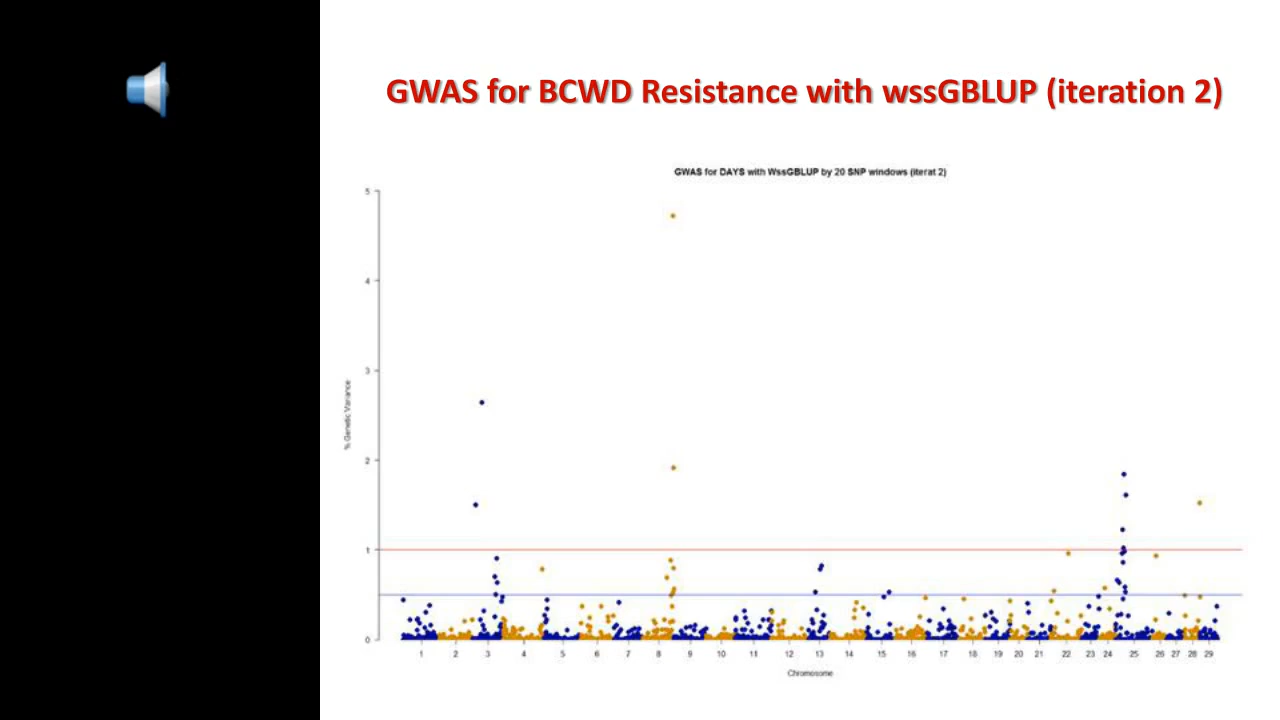 GWAS for BCWD Resistance with wssGBLUP (iteration 2)
GWAS for DAYS with WssGBLUP by 20 SNP windows (iterat 2)
5
4
3
2
1
0
% Genetic Variance
1 2 3 4 5 6 7 8 9 10 11 12 13 14 15 16 17 18 19 20 21 22 23 24 25 26 27 28 29
Chromosome